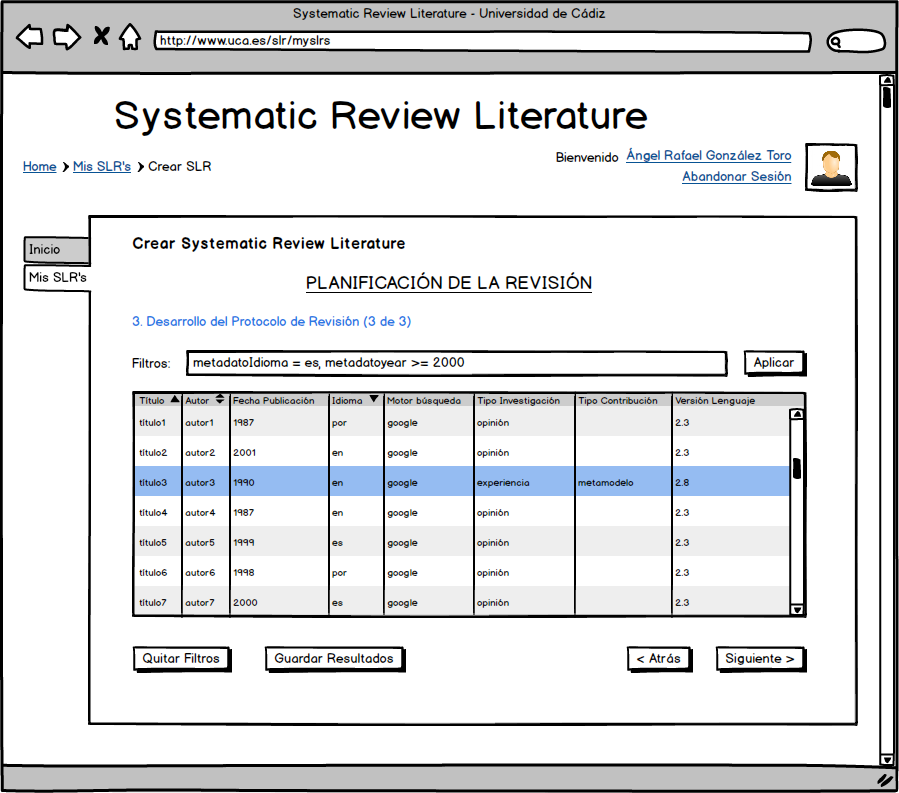 Systematic Review Literature - Universidad de Cádiz
http://www.uca.es/slr/myslrs
Systematic Review Literature
Home Mis SLR's Crear SLR
Bienvenido Ángel Rafael González Toro
Abandonar Sesión
Inicio
Mis SLR's
Crear Systematic Review Literature
PLANIFICACIÓN DE LA REVISIÓN
3. Desarrollo del Protocolo de Revisión (3 de 3)
Filtros: metadatoIdioma = es, metadatoyear >= 2000 Aplicar
Título Autor Fecha Publicación Idioma Motor búsqueda Tipo Investigación Tipo Contribución Versión Lenguaje
título1 autor1 1987 por google opinión 2.3
título2 autor2 2001 en google opinión 2.3
título3 autor3 1990 en google experiencia metamodelo 2.8
título4 autor4 1987 en google opinión 2.3
título5 autor5 1999 es google opinión 2.3
título6 autor6 1998 por google opinión 2.3
título7 autor7 2000 es google opinión 2.3
Quitar Filtros Guardar Resultados < Atrás Siguiente >